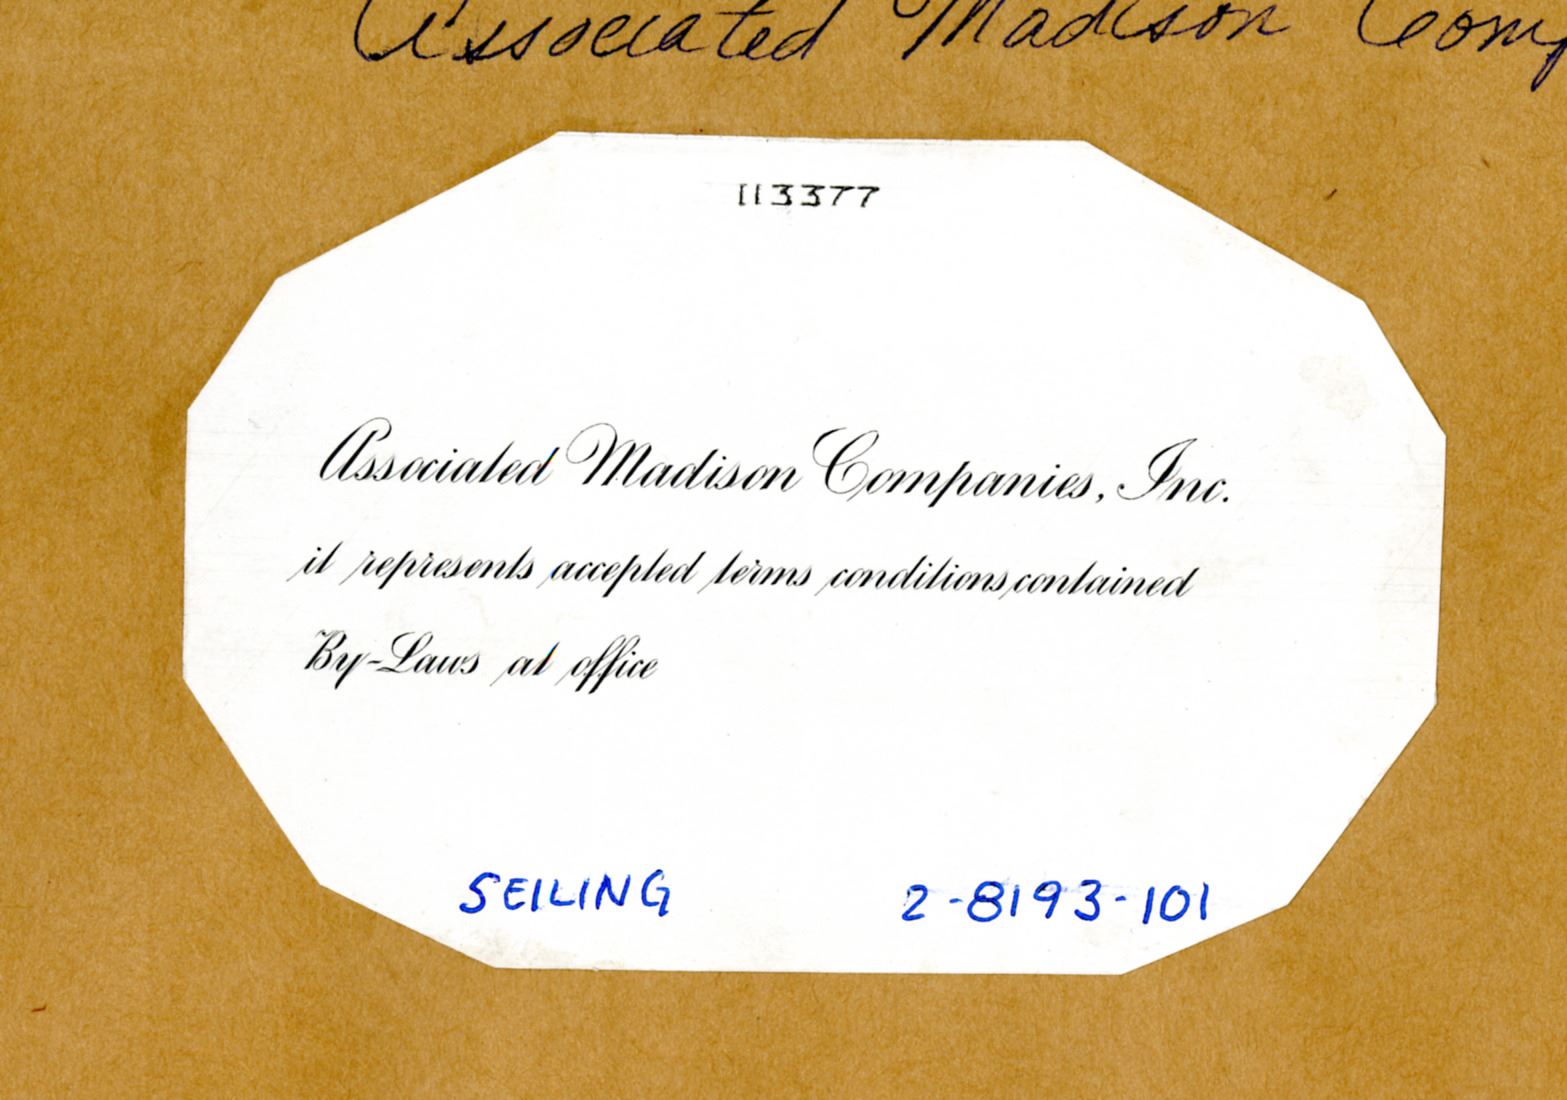 Associated Madison Comp
113377
Associated Madison Companies, Inc.
it represents accepted terms conditions contained
By-Laws at office
SEILING 2-8193-101